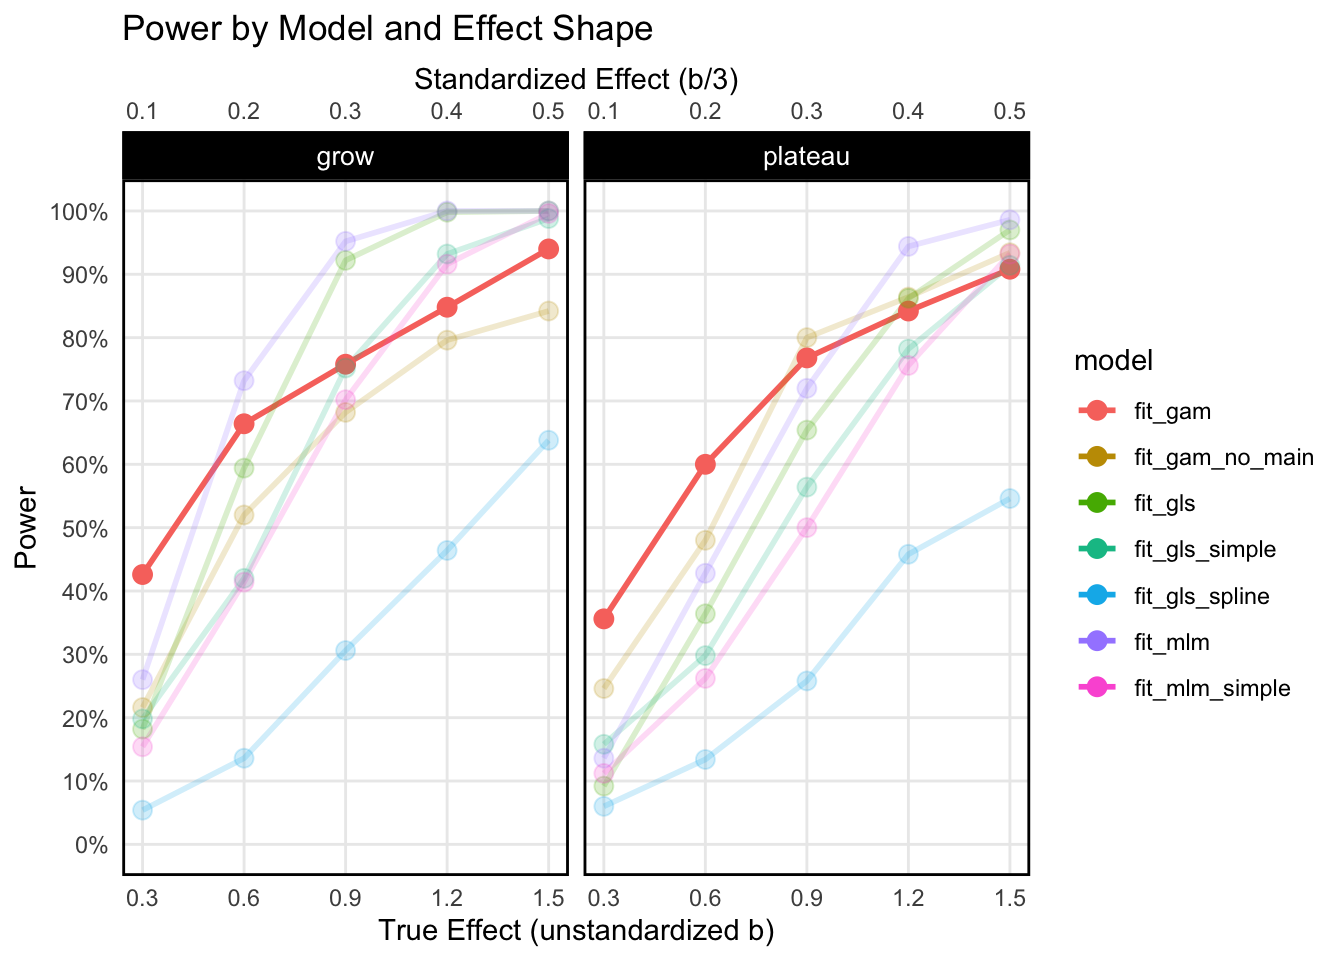 Power by Model and Effect Shape
Standardized Effect (b/3)
0.1 0.2 0.3 0.4 0.5 0.1 0.2 0.3 0.4 0.5
grow plateau
Power
100%
90%
80%
70%
60%
50%
40%
30%
20%
10%
0%
0.3 0.6 0.9 1.2 1.5 0.3 0.6 0.9 1.2 1.5
True Effect (unstandardized b)
model
fit_gam
fit_gam_no_main
fit_gls
fit_gls_simple
fit_gls_spline
fit_mlm
fit_mlm_simple